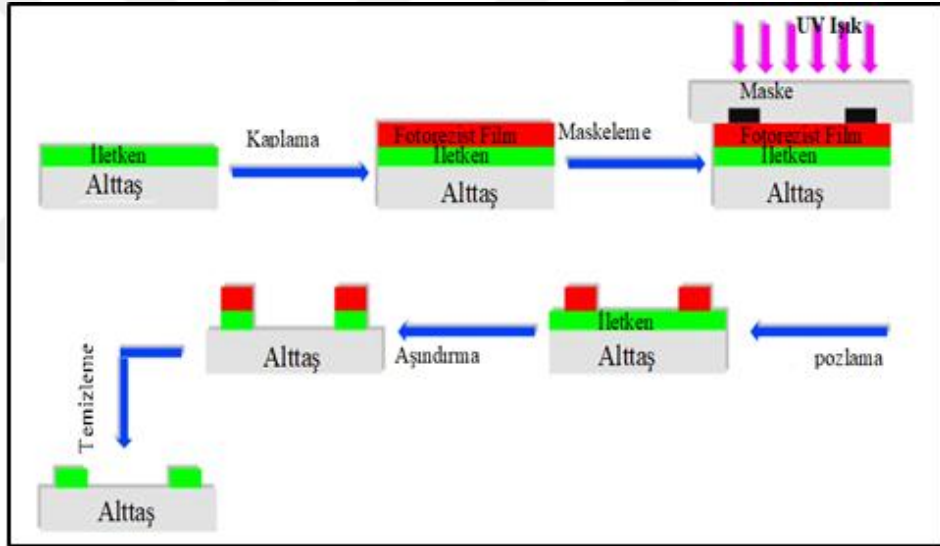 UV Işık
Maske
İletken
Alttaş
Kaplama
Fotorezist Film
İletken
Alttaş
Maskeleme
Fotorezist Film
İletken
Alttaş
Temizleme
Alttaş
Aşındırma
İletken
Alttaş
pozlama
Alttaş